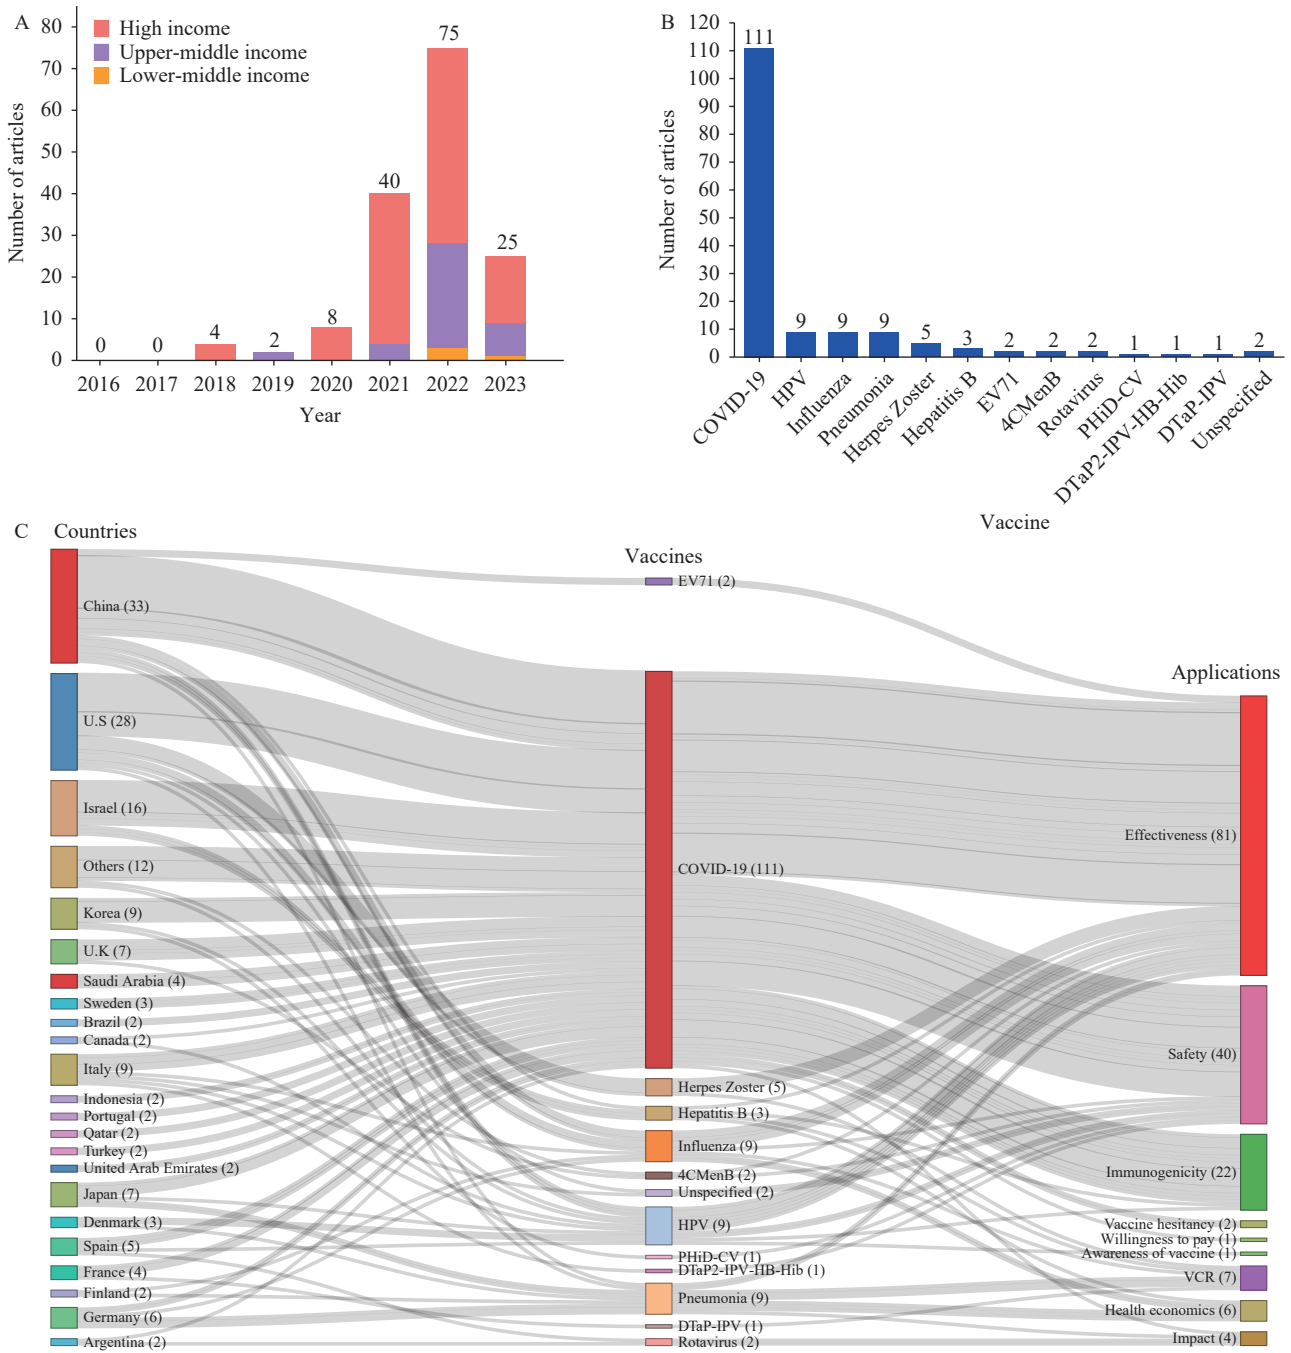 A
High income
Upper-middle income
Lower-middle income
Number of articles
80
70
60
50
40
30
20
10
0
0
0
4
2
8
40
75
25
2016 2017 2018 2019 2020 2021 2022 2023
Year
B
Number of articles
120
110
100
90
80
70
60
50
40
30
20
10
0
111
9
9
9
5
3
2
2
2
1
1
1
2
COVID-19
HPV
Influenza
Pneumonia
Herpes Zoster
Hepatitis B
EV71
4CMenB
Rotavirus
PHiD-CV
DTaP2-IPV-HB-Hib
DTaP-IPV
Unspecified
Vaccine
C
Countries
China (33)
U.S (28)
Israel (16)
Others (12)
Korea (9)
U.K (7)
Saudi Arabia (4)
Sweden (3)
Brazil (2)
Canada (2)
Italy (9)
Indonesia (2)
Portugal (2)
Qatar (2)
Turkey (2)
United Arab Emirates (2)
Japan (7)
Denmark (3)
Spain (5)
France (4)
Finland (2)
Germany (6)
Argentina (2)
Vaccines
EV71 (2)
COVID-19 (111)
Herpes Zoster (5)
Hepatitis B (3)
Influenza (9)
4CMenB (2)
Unspecified (2)
HPV (9)
PHiD-CV (1)
DTaP2-IPV-HB-Hib (1)
Pneumonia (9)
DTaP-IPV (1)
Rotavirus (2)
Applications
Effectiveness (81)
Safety (40)
Immunogenicity (22)
Vaccine hesitancy (2)
Willingness to pay (1)
Awareness of vaccine (1)
VCR (7)
Health economics (6)
Impact (4)